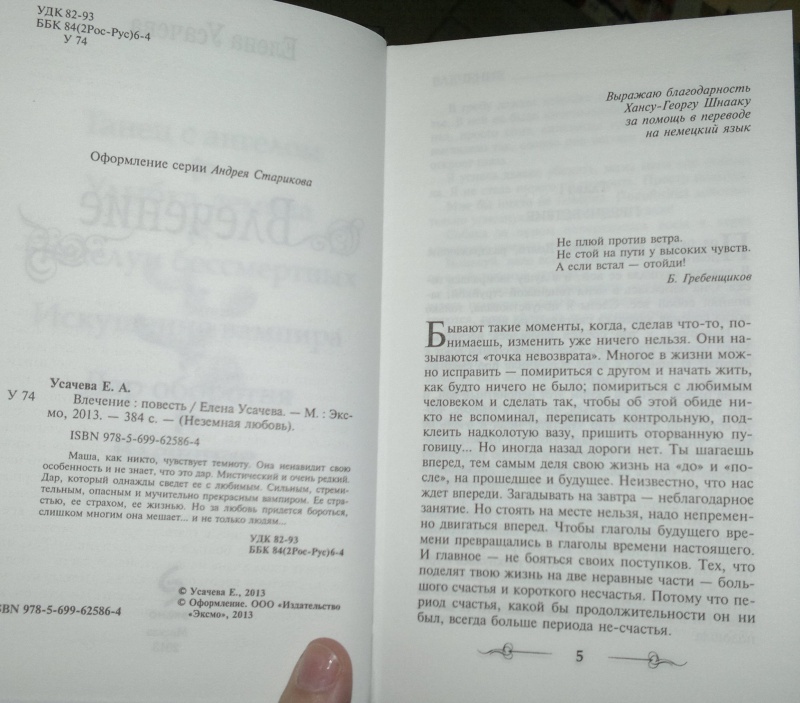 УДК 82-93
ББК 84(2Рос-Рус)6-4
У 74
Оформление серии Андрея Старикова
Усачева Е. А.
У 74
Влечение : повесть / Елена Усачева. — М. : Экс-
мо, 2013. — 384 с. — (Неземная любовь).
ISBN 978-5-699-62586-4
Маша, как никто, чувствует темноту. Она ненавидит свою
особенность и не знает, что это дар. Мистический и очень редкий.
Дар, который однажды сведет ее с любимым. Сильным, стреми-
тельным, опасным и мучительно прекрасным вампиром. Ее стра-
стью, ее страхом, ее жизнью. Но за любовь придется бороться,
слишком многим она мешает... и не только людям...
УДК 82-93
ББК 84(2Рос-Рус)6-4
© Усачева Е., 2013
© Оформление. ООО «Издательство
«Эксмо», 2013
ISBN 978-5-699-62586-4
Выражаю благодарность
Хансу-Георгу Шнааку
за помощь в переводе
на немецкий язык
Не плюй против ветра.
Не стой на пути у высоких чувств.
А если встал — отойди!
Б. Гребенщиков
Бывают такие моменты, когда, сделав что-то, по-
нимаешь, изменить уже ничего нельзя. Они на-
зываются «точка невозврата». Многое в жизни мож-
но исправить — помириться с другом и начать жить,
как будто ничего не было; помириться с любимым
человеком и сделать так, чтобы об этой обиде ни-
кто не вспоминал, переписать контрольную, под-
клеить надколотую вазу, пришить оторванную пу-
говицу... Но иногда назад дороги нет. Ты шагаешь
вперед, тем самым деля свою жизнь на «до» и «по-
сле», на прошедшее и будущее. Неизвестно, что нас
ждет впереди. Загадывать на завтра — неблагодарное
занятие. Но стоять на месте нельзя, надо непремен-
но двигаться вперед. Чтобы глаголы будущего вре-
мени превращались в глаголы времени настоящего.
И главное — не бояться своих поступков. Тех, что
поделят твою жизнь на две неравные части — боль-
шого счастья и короткого несчастья. Потому что пе-
риод счастья, какой бы продолжительности он ни
был, всегда больше периода не-счастья.
5